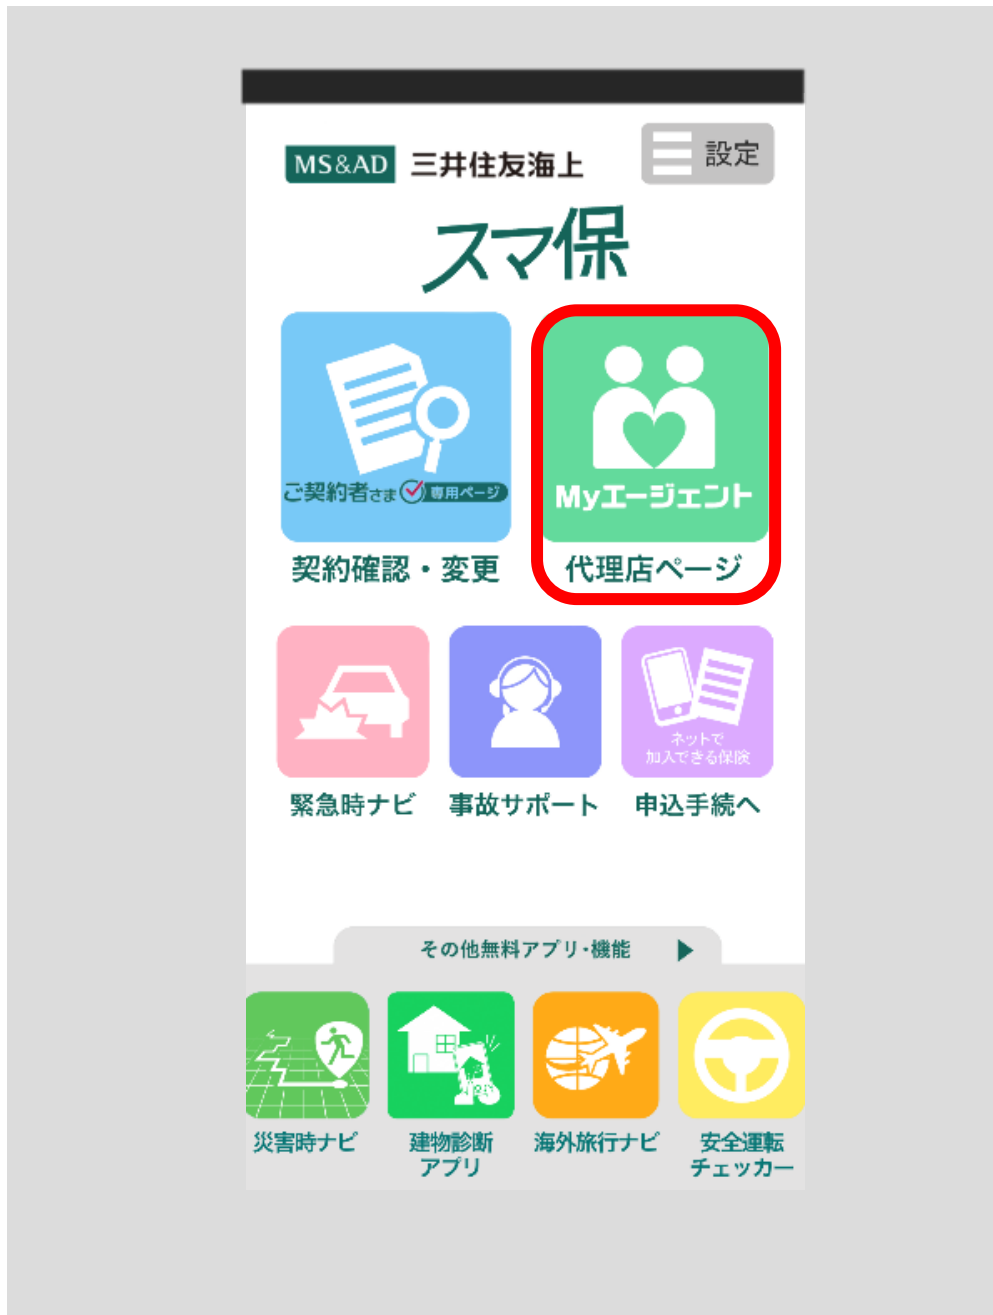 MS&AD 三井住友海上
設定
スマ保
ご契約者さま 専用ページ
Myエージェント
契約確認・変更
代理店ページ
ネットで
加入できる保険
緊急時ナビ
事故サポート
申込手続へ
その他無料アプリ・機能
災害時ナビ
建物診断
アプリ
海外旅行ナビ
安全運転
チェッカー